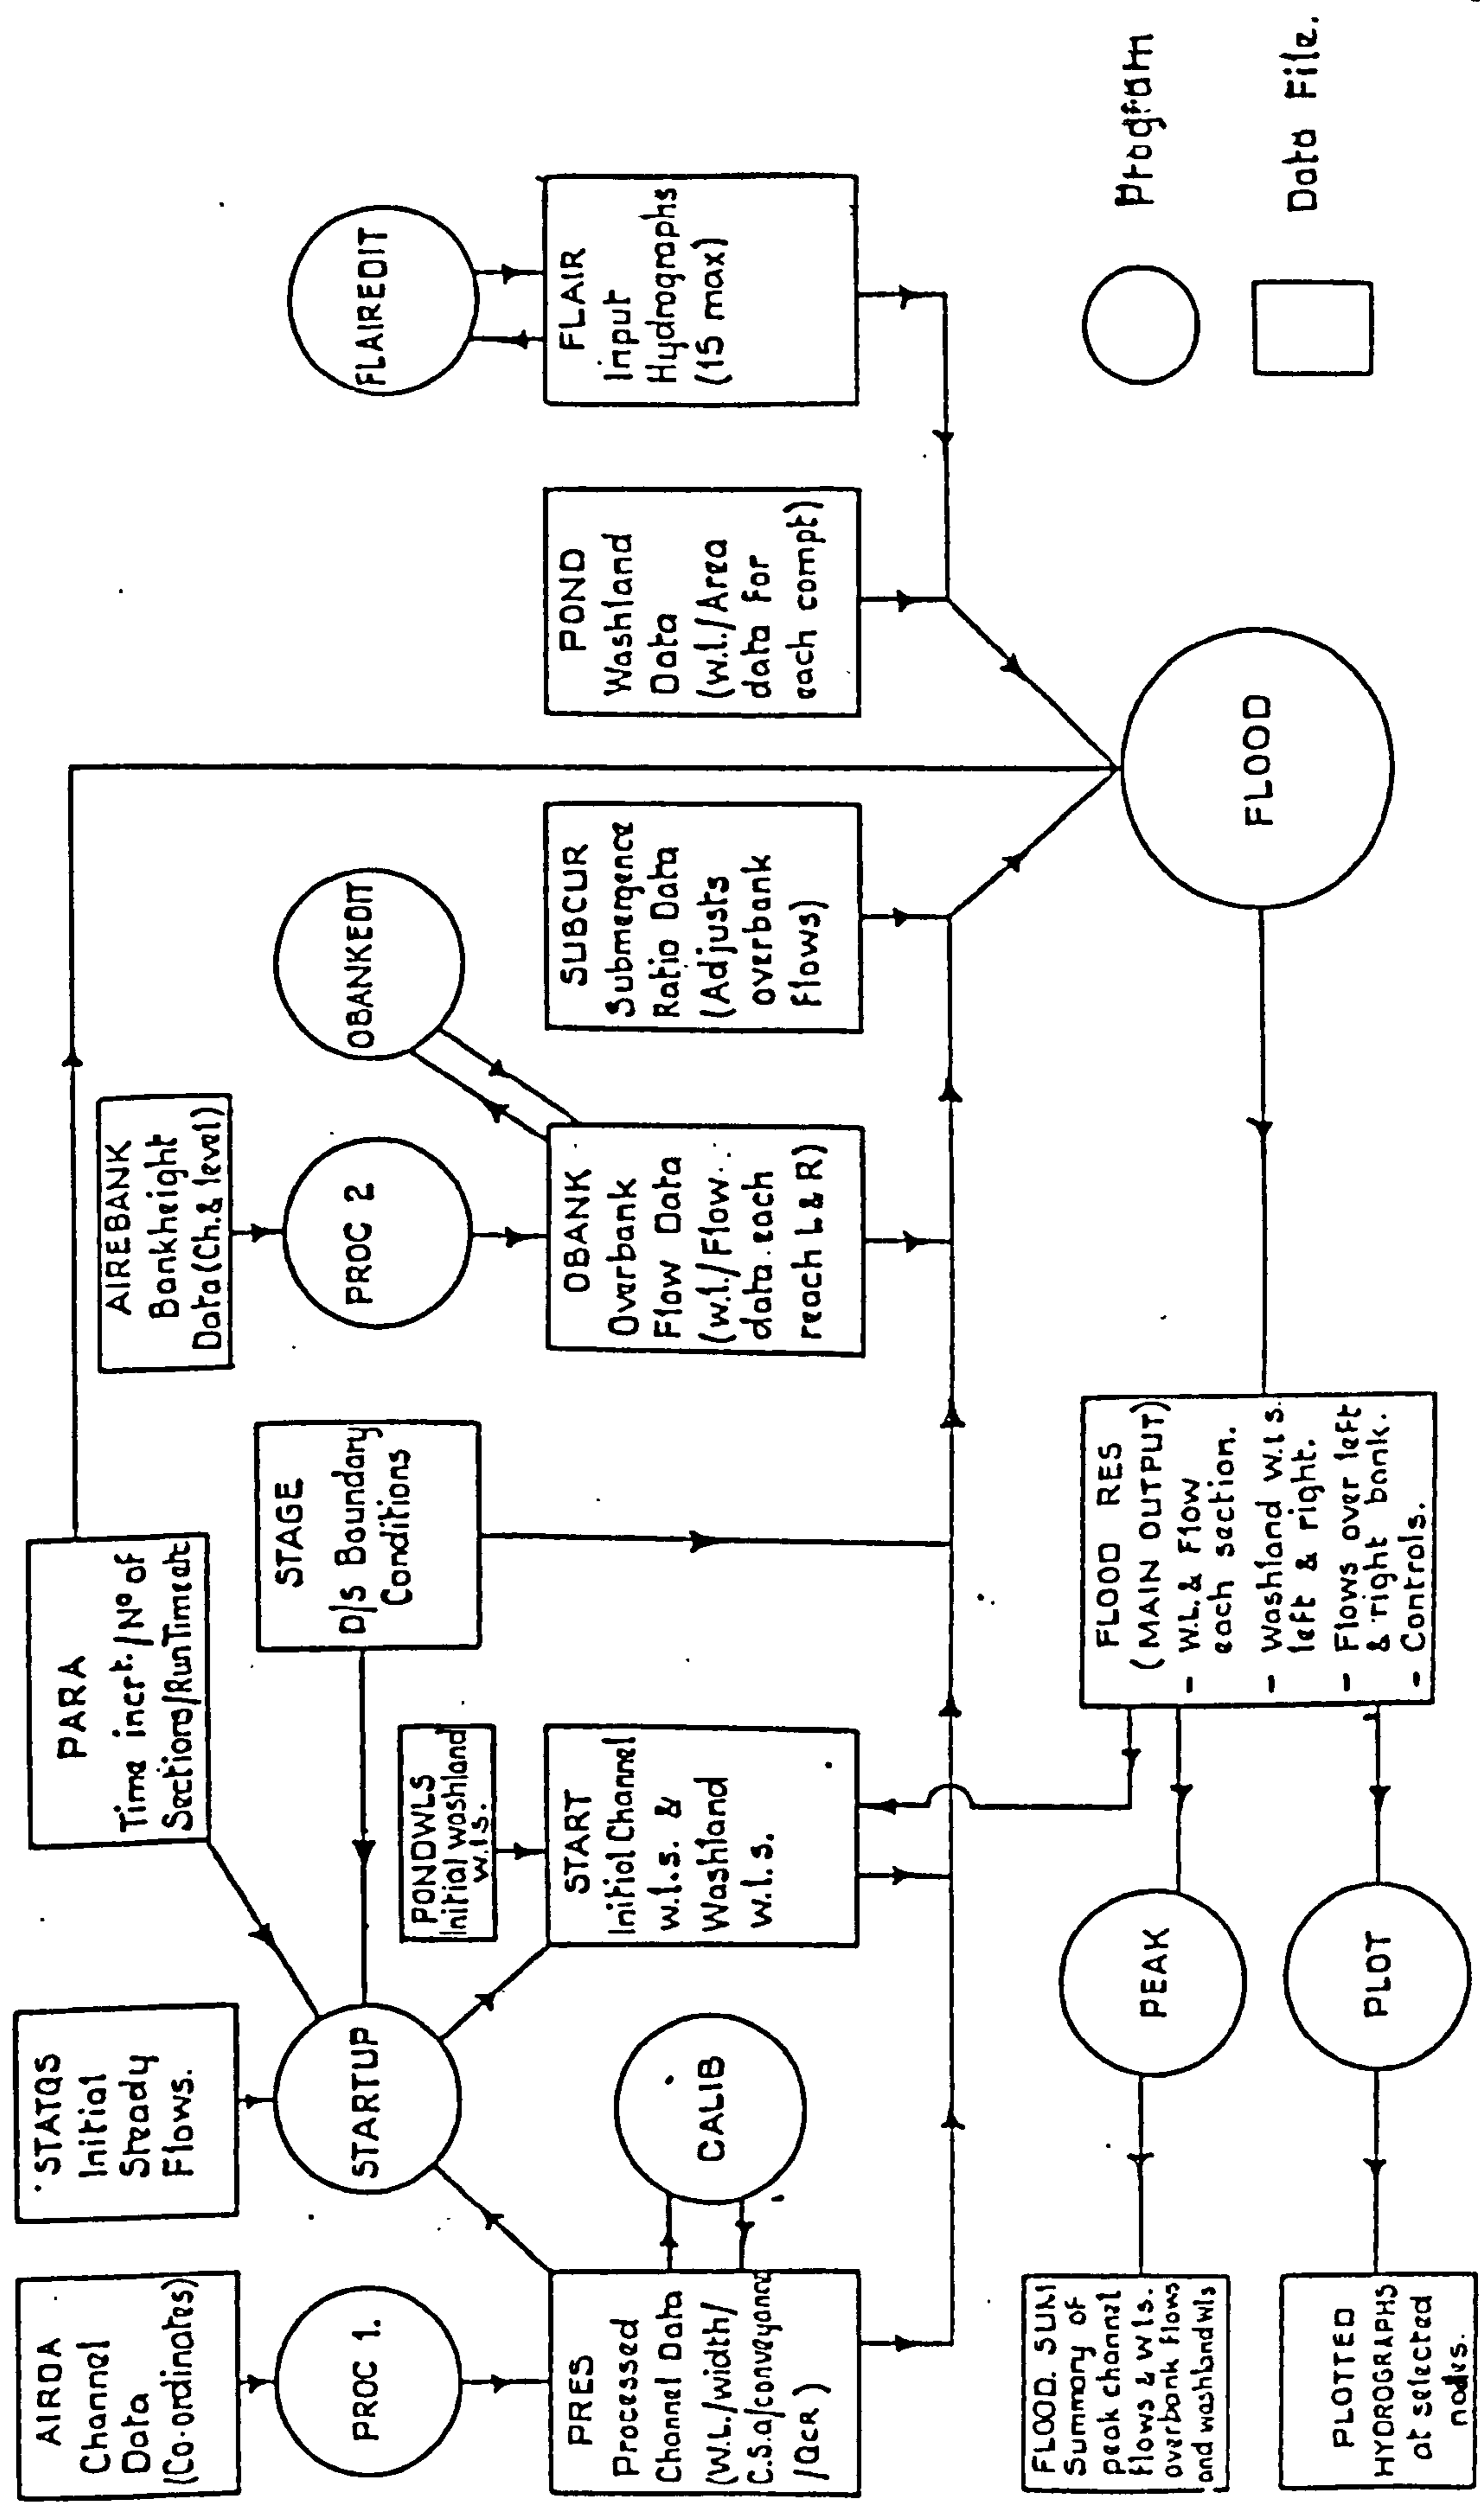 AIRDA
Channel
Data
(Co-ordinates)
STATQS
Initial
Steady
Flows.
PARA
Time incrt./Nº of
Sections/RunTime etc
AIREBANK
Bankheight
Data (Ch.& level)
PROC 1.
STARTUP
STAGE
D/S Boundary
Conditions
PROC 2
OBANKEDIT
FLAIREDIT
PONDWLS
Initial washland
w.l.s.
PRES
Processed
Channel Data
(W.L./width/
C.S.a/conveyance
/acR)
CALIB
START
Initial Channel
w.l.s. &
Washland
w.l.s.
OBANK
Overbank
Flow Data
(w.l./Flow
data each
reach L&R)
SUBCUR
Submergence
Ratio Data
(Adjusts
overbank
flows)
POND
Washland
Data
(w.l./Area
data for
each compt)
FLAIR
Input
Hydrographs
(15 max)
FLOOD. SUM
Summary of
peak channel
flows & wls.
overbank flows
and washland wls
PEAK
FLOOD RES
(MAIN OUTPUT)
- W.L. & Flow
each section.
- Washland w.l s.
left & right.
- Flows over left
& right bank.
- Controls.
FLOOD
Program
Data File.
PLOTTED
HYDROGRAPHS
at selected
nodes.
PLOT